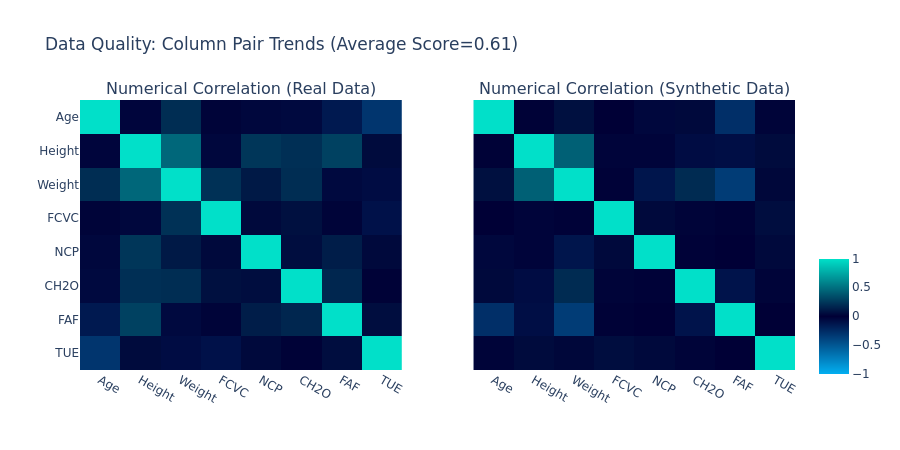 Data Quality: Column Pair Trends (Average Score=0.61)
Numerical Correlation (Real Data)
Numerical Correlation (Synthetic Data)
Age
Height
Weight
FCVC
NCP
CH2O
FAF
TUE
Age
Height
Weight
FCVC
NCP
CH2O
FAF
TUE
Age
Height
Weight
FCVC
NCP
CH2O
FAF
TUE
1
0.5
0
−0.5
−1